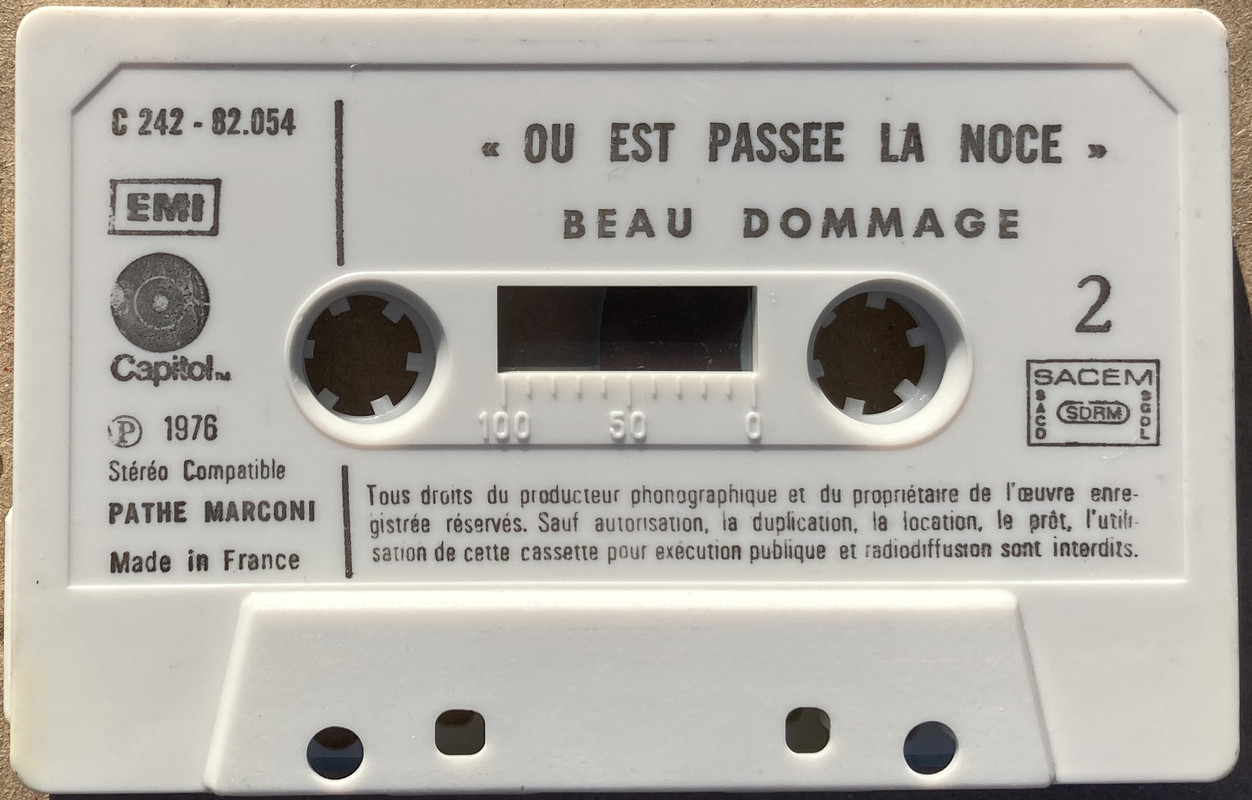 C 242 - 82.054
EMI
Capitol™
Ⓟ 1976
Stéréo Compatible
PATHE MARCONI
Made in France
« OU EST PASSEE LA NOCE »
BEAU DOMMAGE
2
SACEM
SACD
SDRM
SGDL
100 50 0
Tous droits du producteur phonographique et du propriétaire de l'œuvre enre-
gistrée réservés. Sauf autorisation, la duplication, la location, le prêt, l'utili-
sation de cette cassette pour exécution publique et radiodiffusion sont interdits.